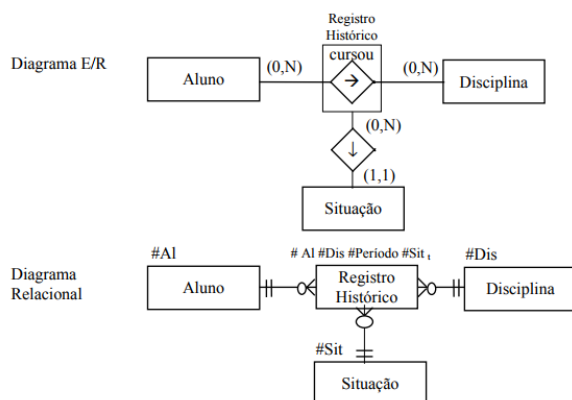 Registro
Histórico
cursou
Diagrama E/R
Aluno
(0,N)
→
(0,N)
Disciplina
(0,N)
↓
(1,1)
Situação
#Al
# Al #Dis #Período #Sit t
#Dis
Diagrama
Relacional
Aluno
Registro
Histórico
Disciplina
#Sit
Situação